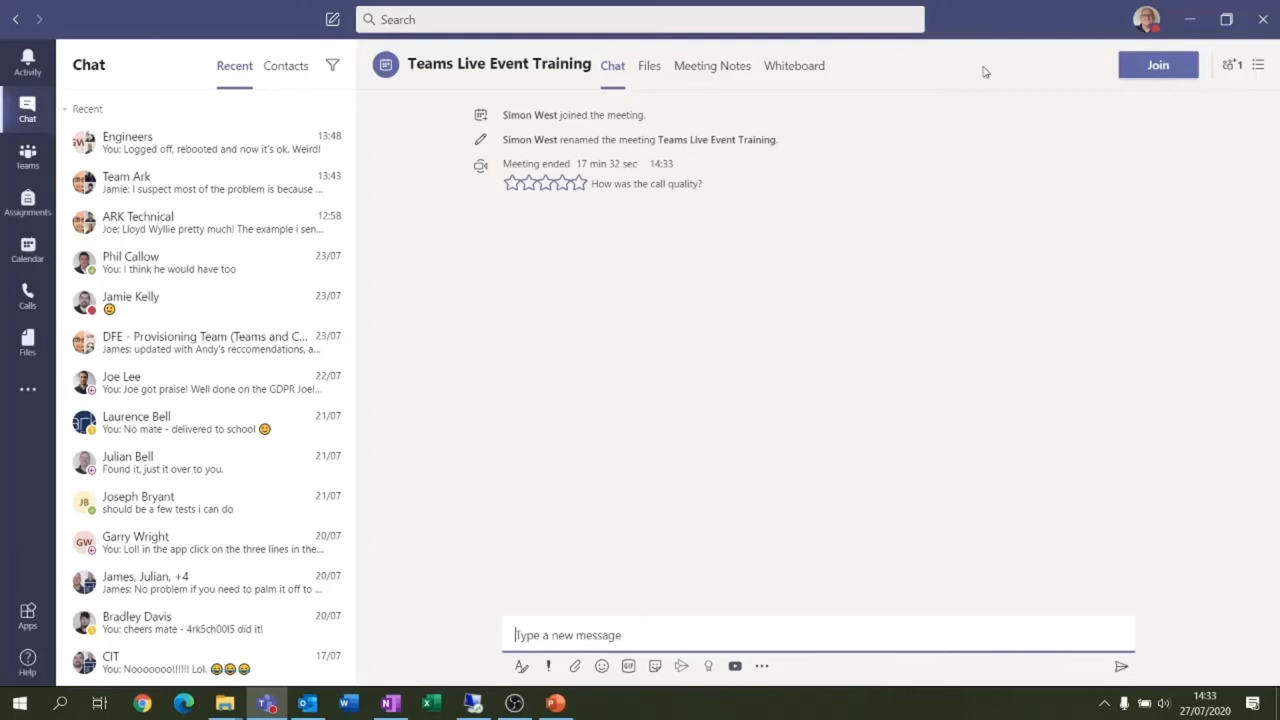 Search
Activity
Chat
Teams
Assignments
Calendar
Calls
Files
Apps
Help
Chat
Recent
Contacts
Recent
Engineers 13:48
You: Logged off, rebooted and now it's ok. Weird!
Team Ark 13:43
Jamie: I suspect most of the problem is because ...
ARK Technical 12:58
Joe: Lloyd Wyllie pretty much! The example i sen...
Phil Callow 23/07
You: I think he would have too
Jamie Kelly 23/07
DFE - Provisioning Team (Teams and C... 23/07
James: updated with Andy's reccomendations, a...
Joe Lee 22/07
You: Joe got praise! Well done on the GDPR Joe!...
Laurence Bell 21/07
You: No mate - delivered to school
Julian Bell 21/07
Found it, just it over to you.
JB
Joseph Bryant 21/07
should be a few tests i can do
GW
Garry Wright 20/07
You: Lol! in the app click on the three lines in the...
James, Julian, +4 20/07
James: No problem if you need to palm it off to ...
Bradley Davis 20/07
You: cheers mate - 4rk5ch00l5 did it!
CIT 17/07
You: Nooooooo!!!!!! Lol.
Teams Live Event Training
Chat
Files
Meeting Notes
Whiteboard
Join
1
Simon West joined the meeting.
Simon West renamed the meeting Teams Live Event Training.
Meeting ended 17 min 32 sec 14:33
How was the call quality?
Type a new message
GIF
14:33
27/07/2020